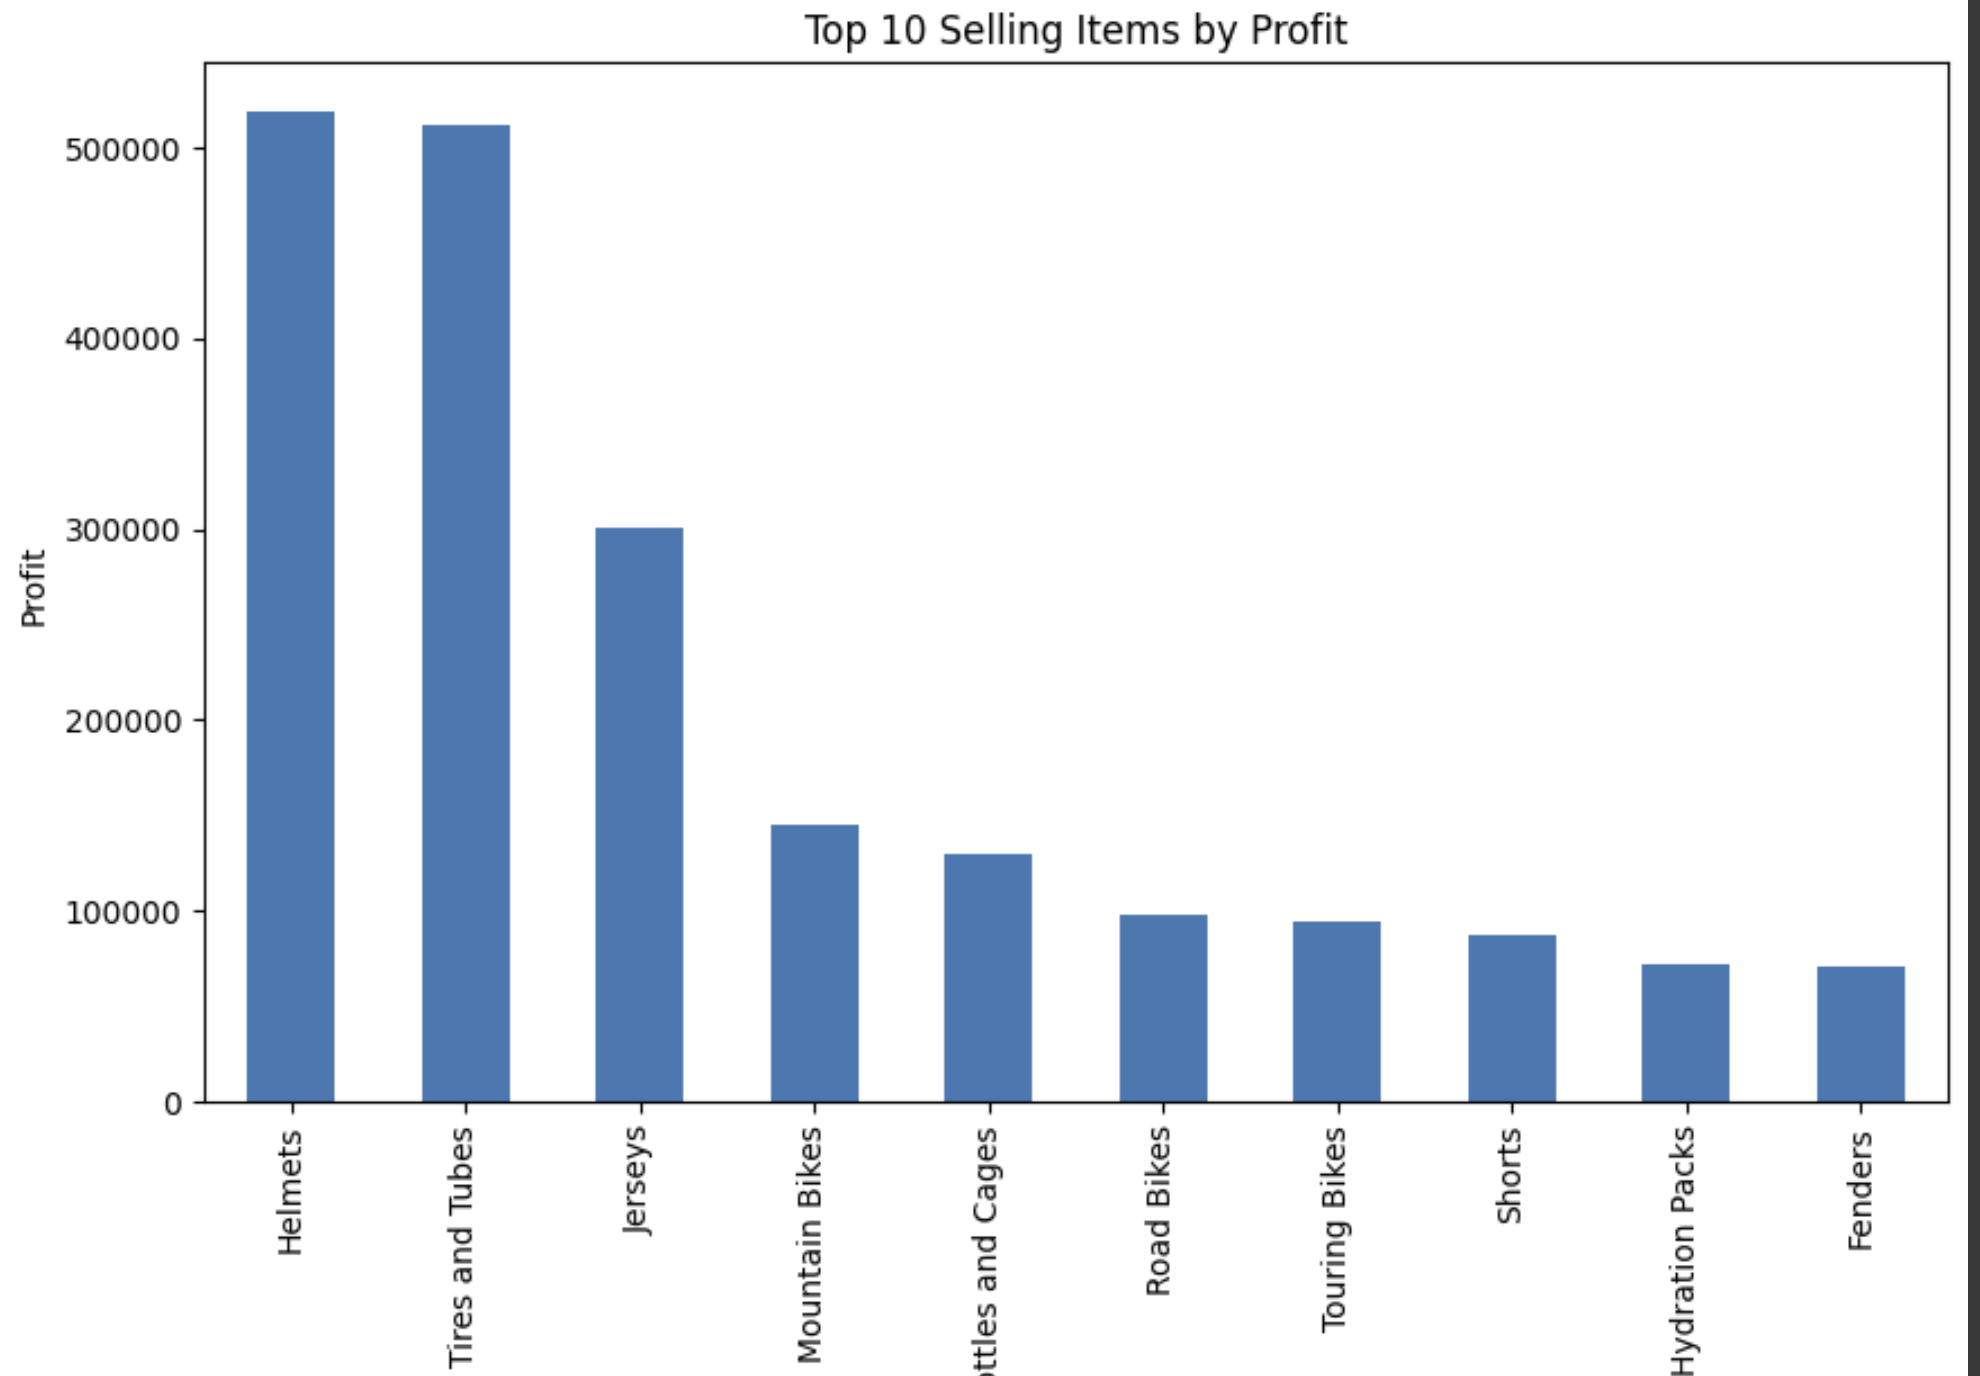 Top 10 Selling Items by Profit
Profit
500000
400000
300000
200000
100000
0
Helmets
Tires and Tubes
Jerseys
Mountain Bikes
ottles and Cages
Road Bikes
Touring Bikes
Shorts
Hydration Packs
Fenders